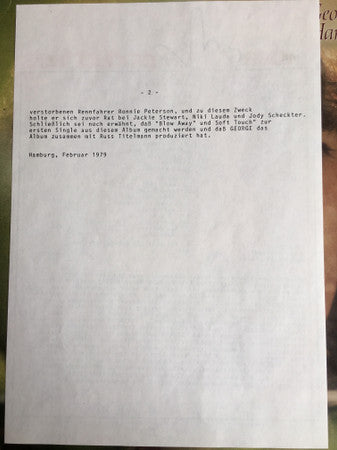 - 2 -
verstorbenen Rennfahrer Ronnie Peterson, und zu diesem Zweck
holte er sich zuvor Rat bei Jackie Stewart, Niki Lauda und Jody Scheckter.
Schließlich sei noch erwähnt, daß "Blow Away" und Soft Touch" zur
ersten Single aus diesem Album gemacht werden und daß GEORGE das
Album zusammen mit Russ Titelmann produziert hat.
Hamburg, Februar 1979